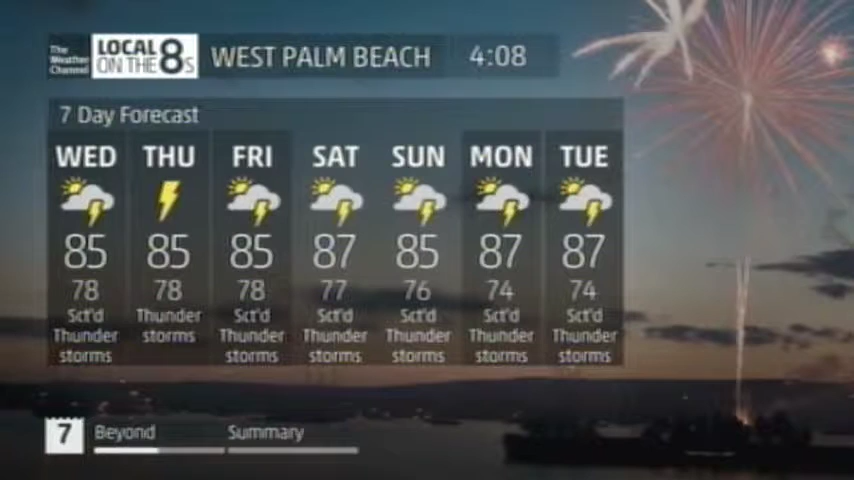 The Weather Channel
LOCAL ON THE 8s
WEST PALM BEACH 4:08
7 Day Forecast
WED THU FRI SAT SUN MON TUE
85 85 85 87 85 87 87
78 78 78 77 76 74 74
Sct'd Thunder Sct'd Sct'd Sct'd Sct'd Sct'd
Thunder storms Thunder Thunder Thunder Thunder Thunder
storms storms storms storms storms storms
7 Beyond Summary